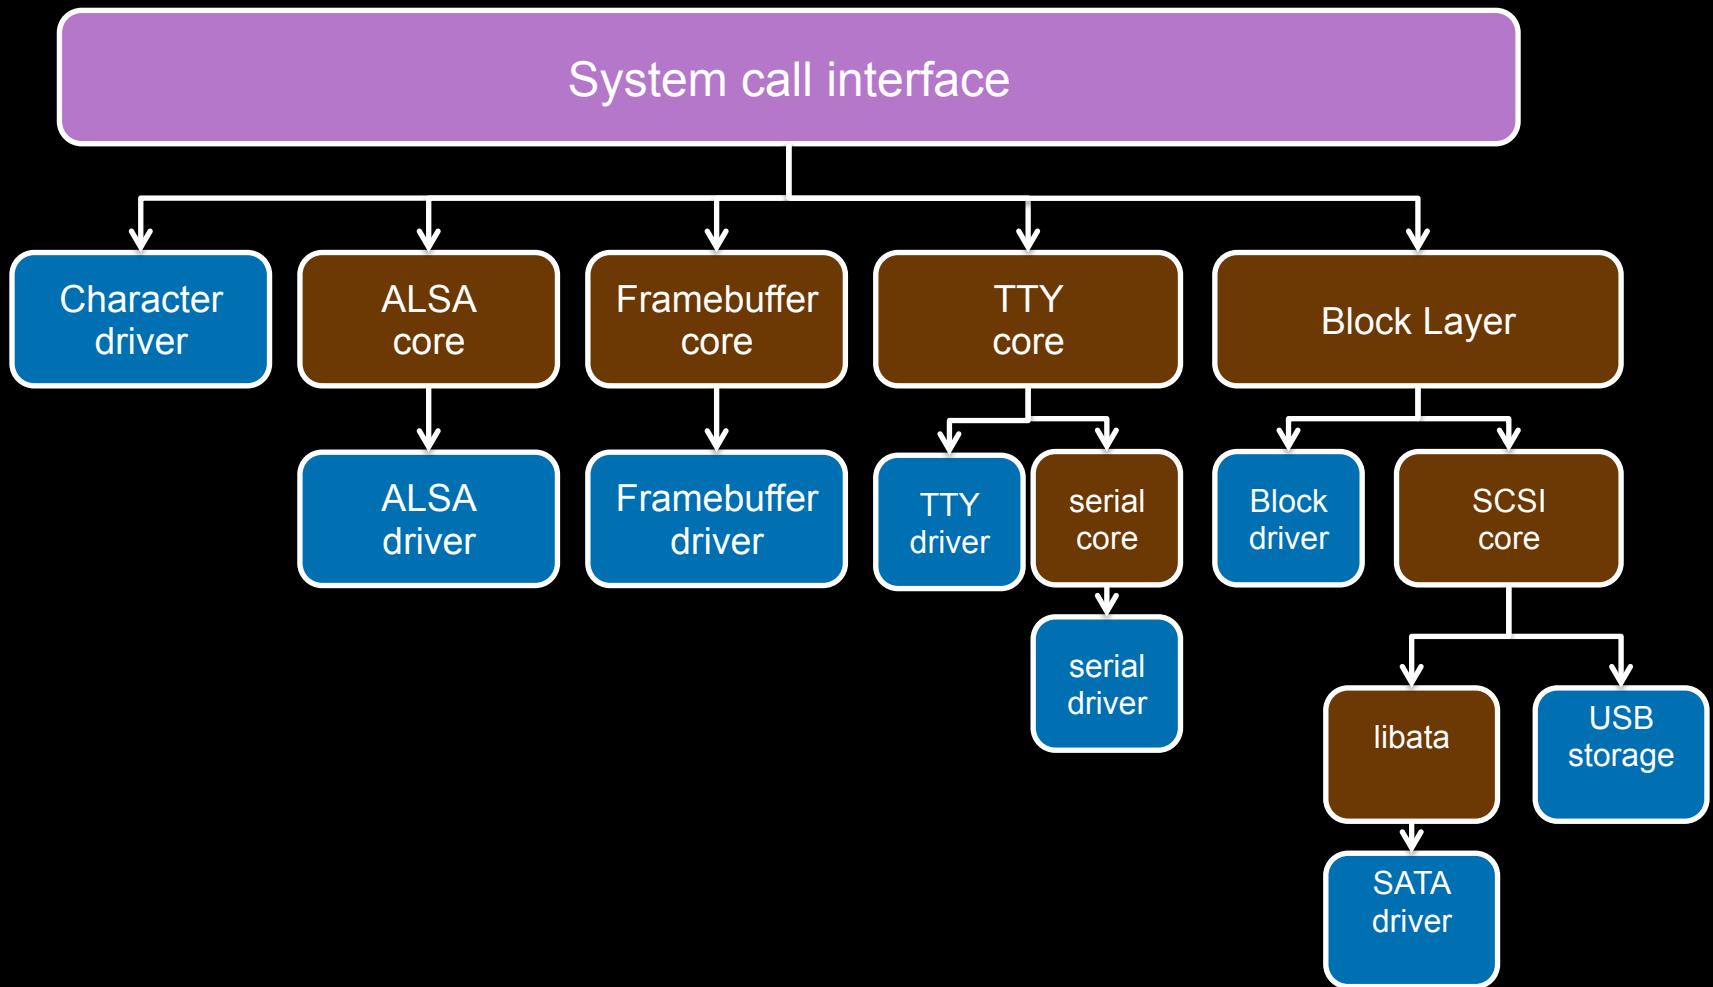 System call interface
Character
driver
ALSA
core
Framebuffer
core
TTY
core
Block Layer
ALSA
driver
Framebuffer
driver
TTY
driver
serial
core
Block
driver
SCSI
core
serial
driver
libata
USB
storage
SATA
driver